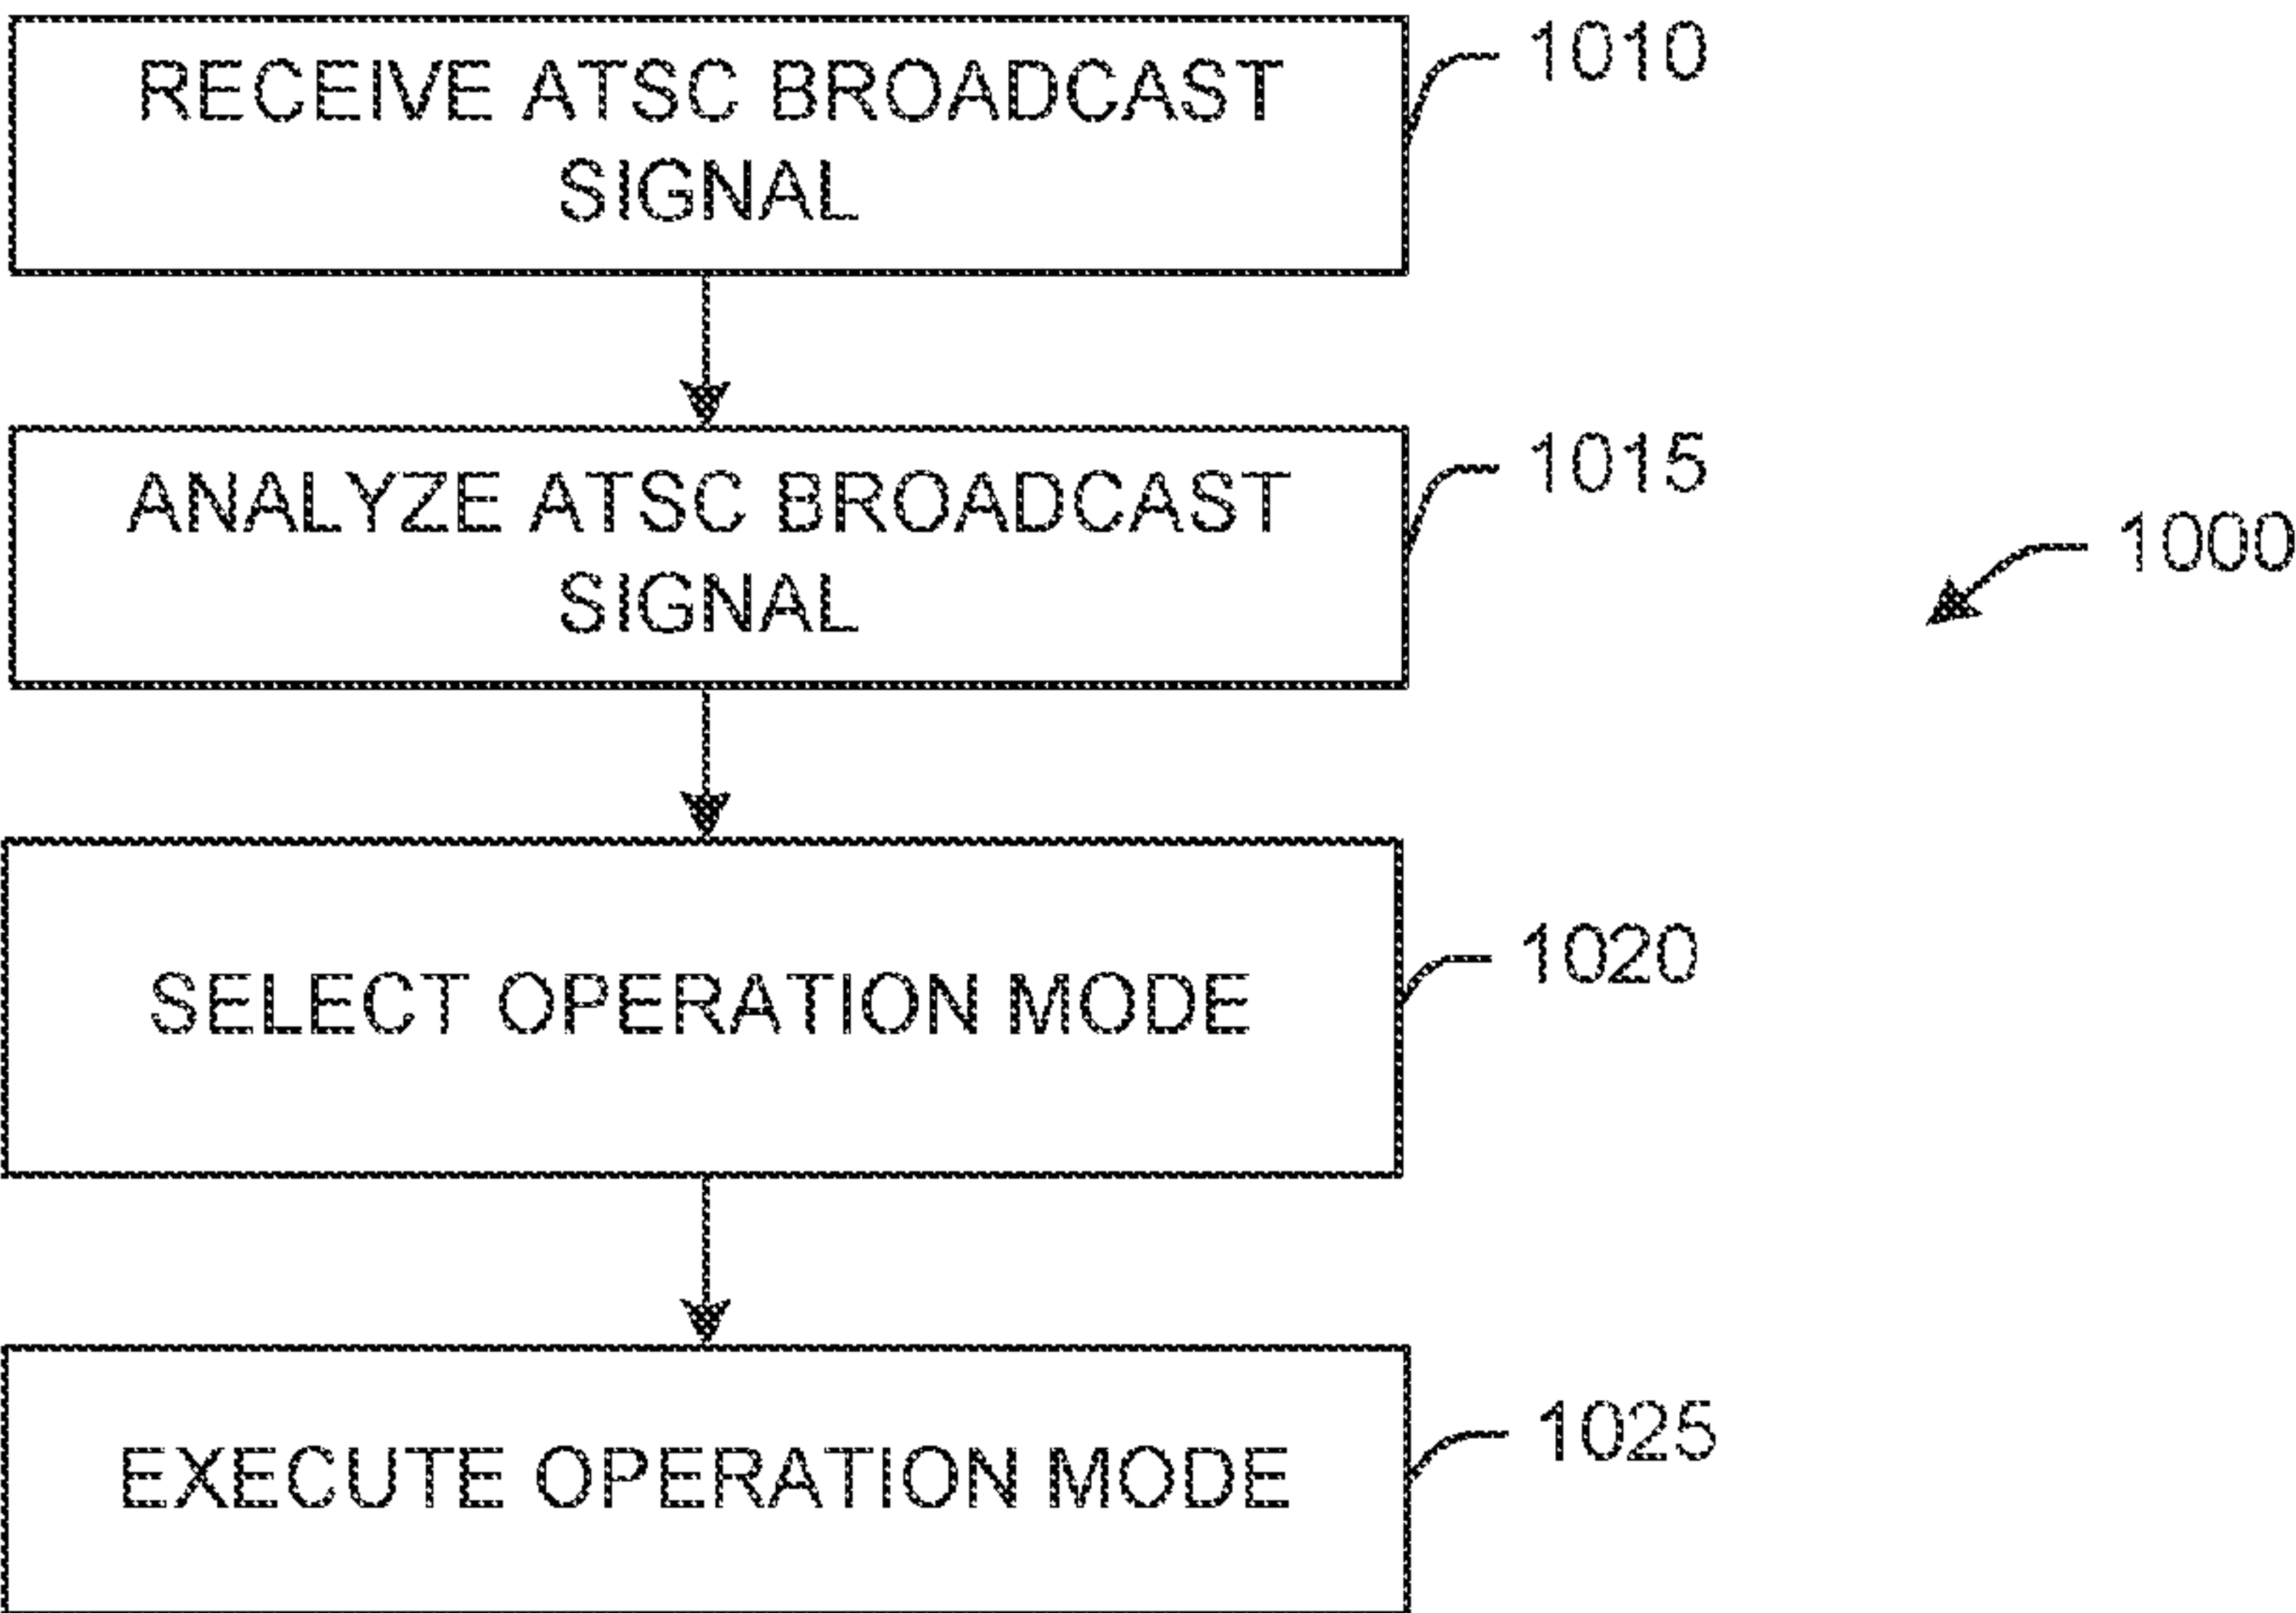 RECEIVE ATSC BROADCAST
SIGNAL
1010
ANALYZE ATSC BROADCAST
SIGNAL
1015
1000
SELECT OPERATION MODE
1020
EXECUTE OPERATION MODE
1025